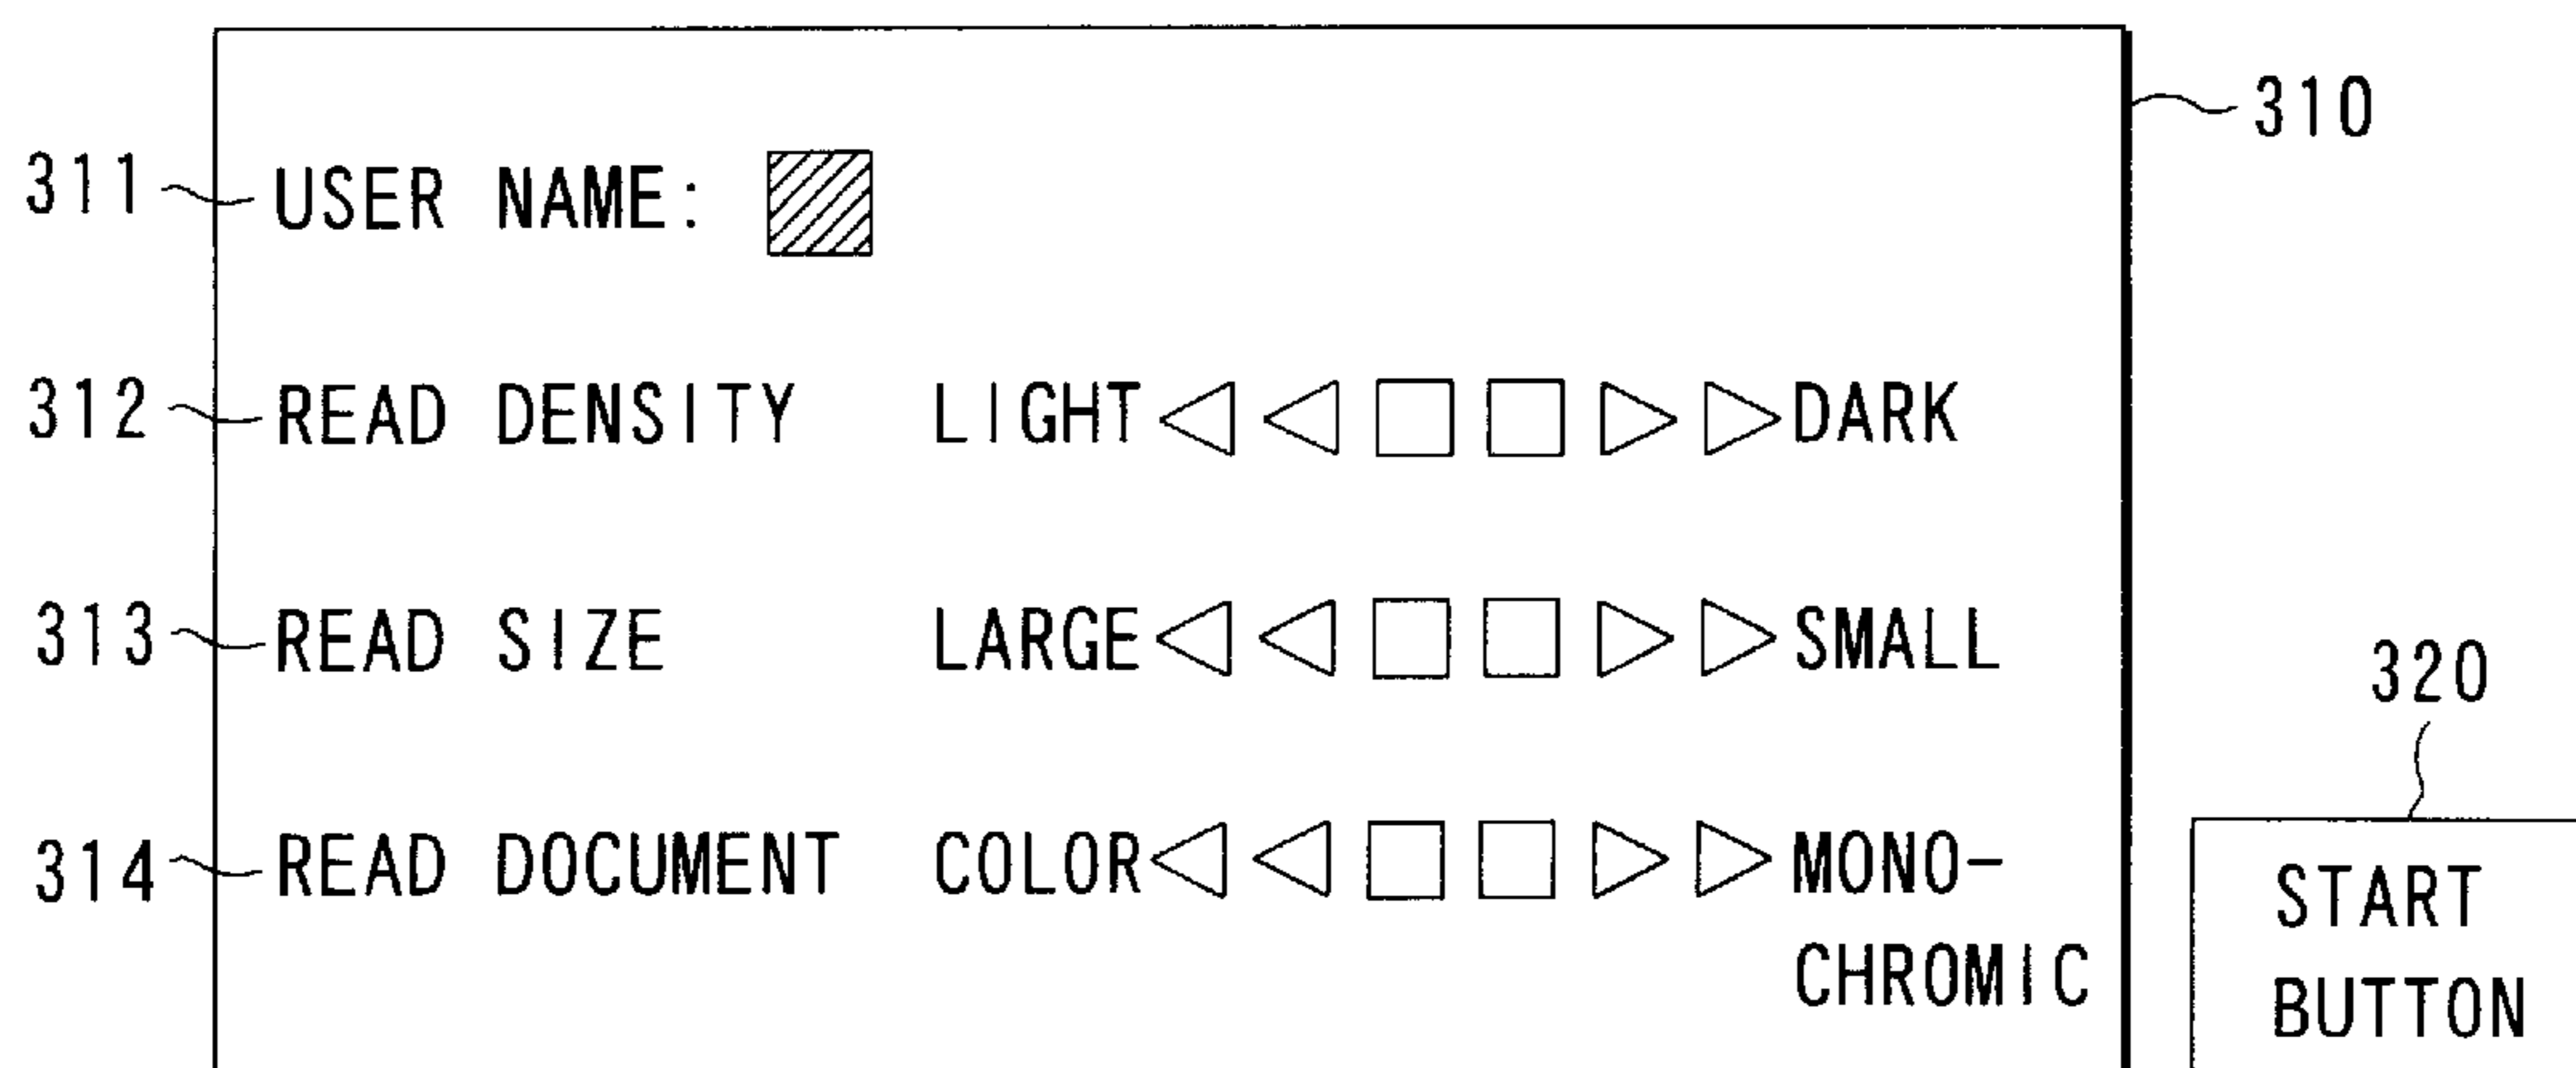 310
311 USER NAME:
312 READ DENSITY LIGHT DARK
313 READ SIZE LARGE SMALL
320
314 READ DOCUMENT COLOR MONO-
CHROMIC
START
BUTTON